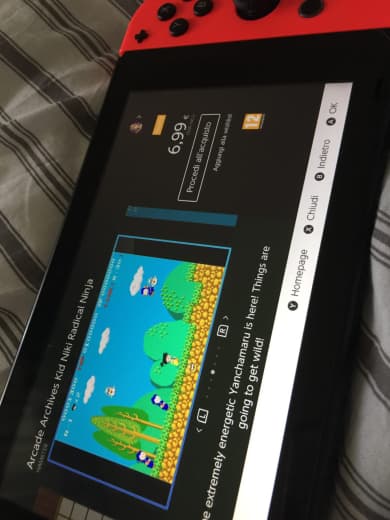 Arcade Archives Kid Niki Radical Ninja
HAMSTER
6,99 €
Procedi all'acquisto
Aggiungi alla wishlist
12
L
R
e extremely energetic Yanchamaru is here! Things are
going to get wild!
Y Homepage X Chiudi B Indietro A OK